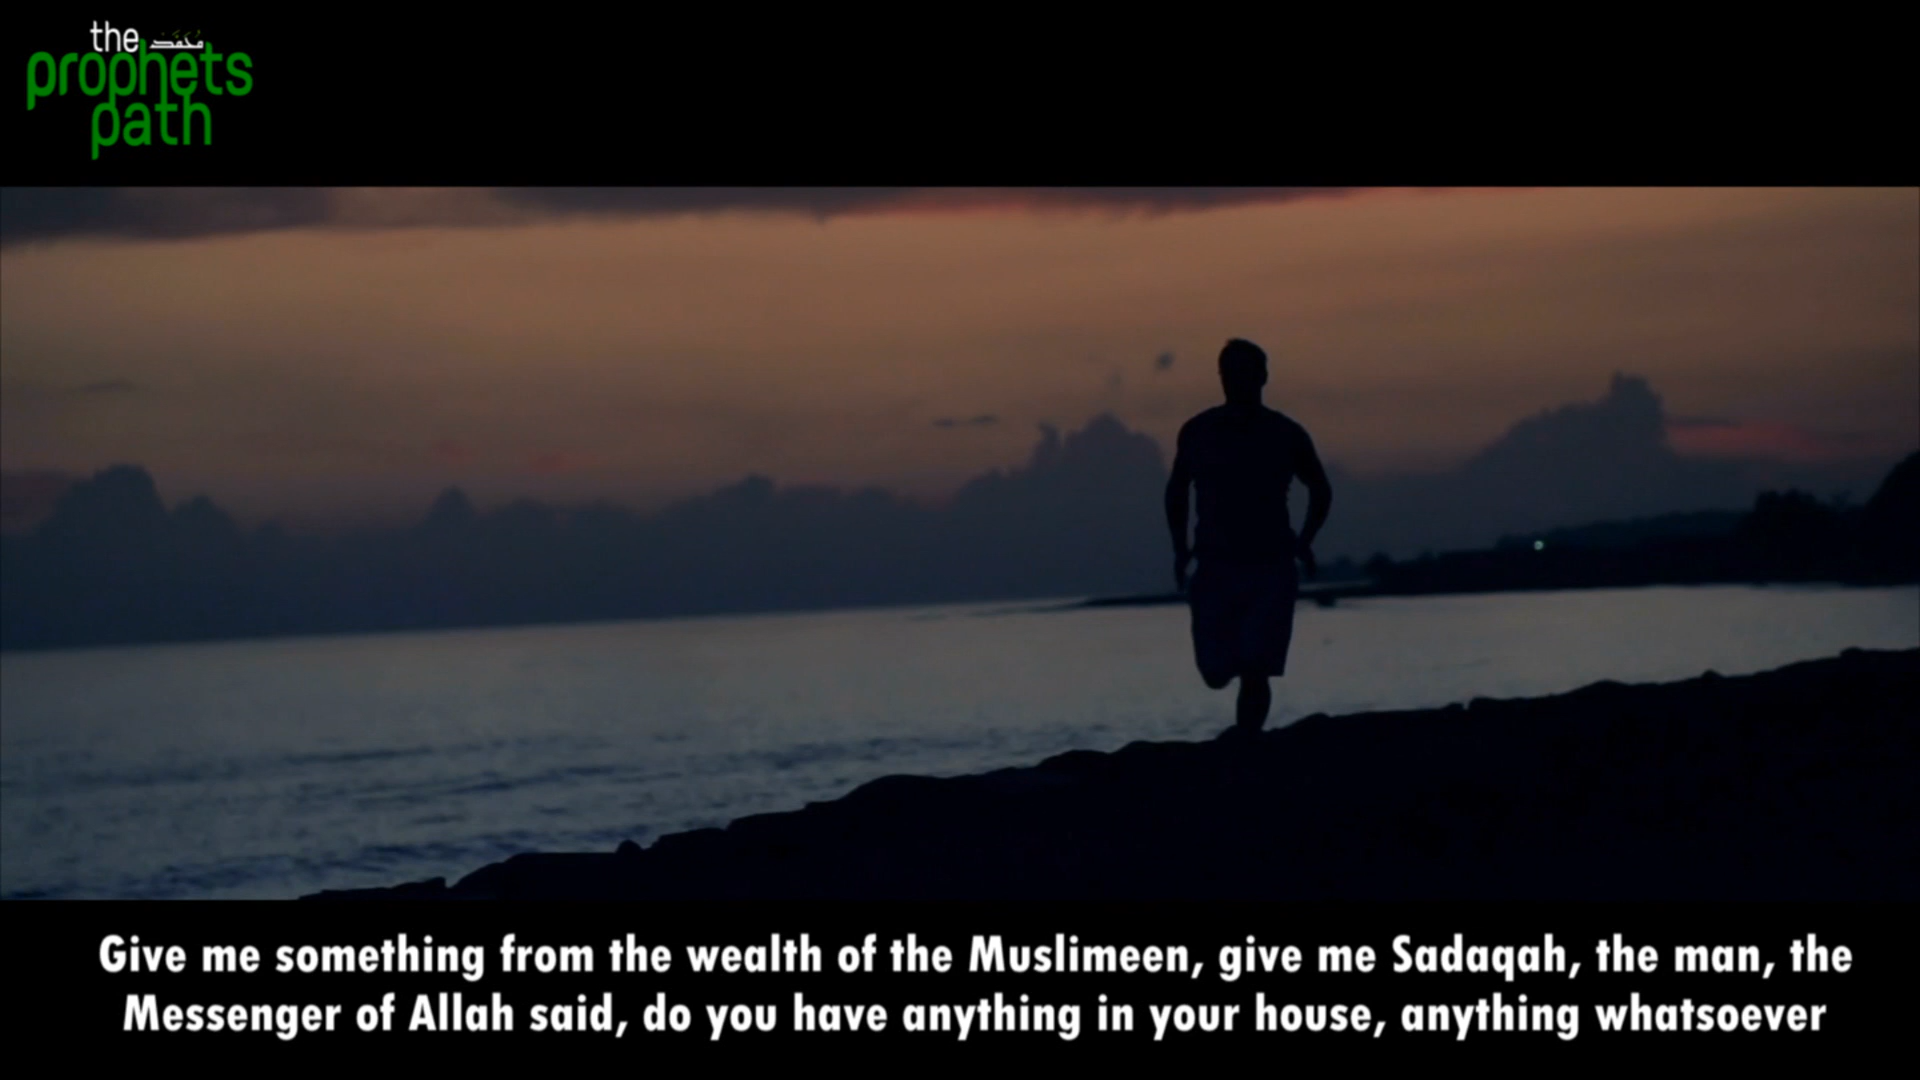 the مُحَمَّد
prophets
path
Give me something from the wealth of the Muslimeen, give me Sadaqah, the man, the
Messenger of Allah said, do you have anything in your house, anything whatsoever